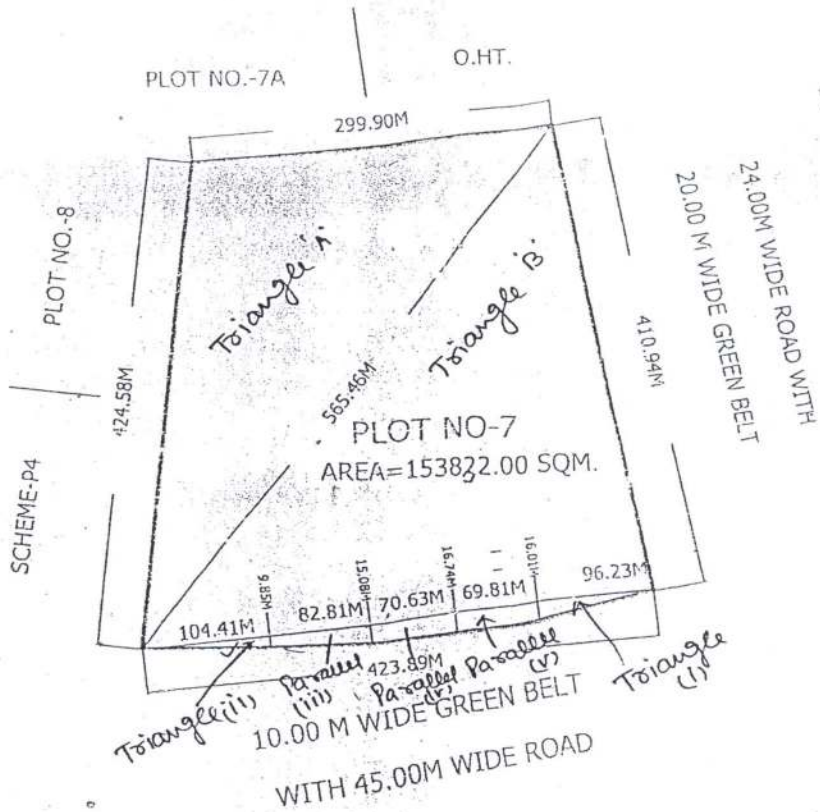 PLOT NO.-7A
O.HT.
299.90M
24.00M WIDE ROAD WITH
20.00 M WIDE GREEN BELT
PLOT NO.-8
Triangle 'A'
Triangle 'B'
424.58M
565.46M
410.94M
PLOT NO-7
AREA=153822.00 SQM.
SCHEME-P4
9.85M
15.08M
16.74M
16.01M
104.41M
82.81M
70.63M
69.81M
96.23M
423.89M
Triangle (ii)
Parallel (iii)
Parallel
Parallel (v)
Triangle (i)
10.00 M WIDE GREEN BELT
WITH 45.00M WIDE ROAD